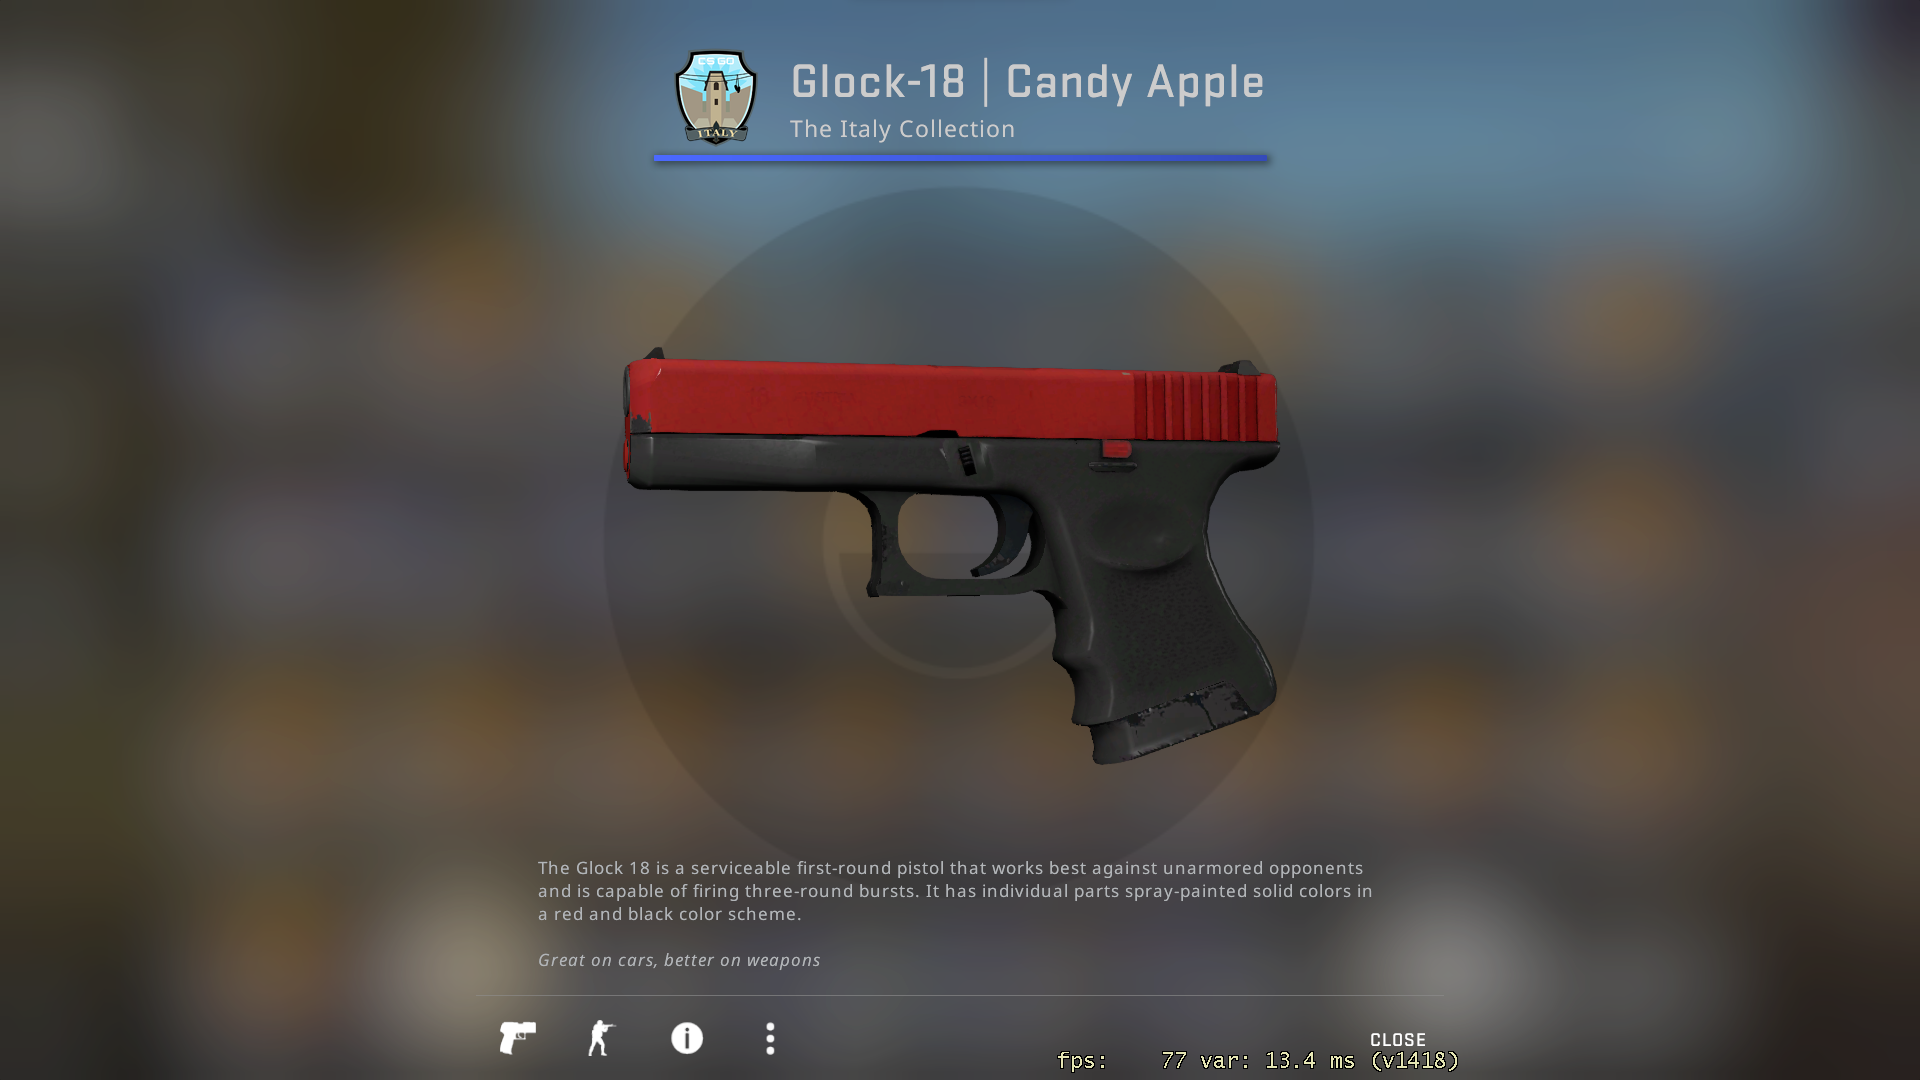 CS GO
ITALY
Glock-18 | Candy Apple
The Italy Collection
The Glock 18 is a serviceable first-round pistol that works best against unarmored opponents
and is capable of firing three-round bursts. It has individual parts spray-painted solid colors in
a red and black color scheme.
Great on cars, better on weapons
CLOSE
fps: 77 var: 13.4 ms (v1418)